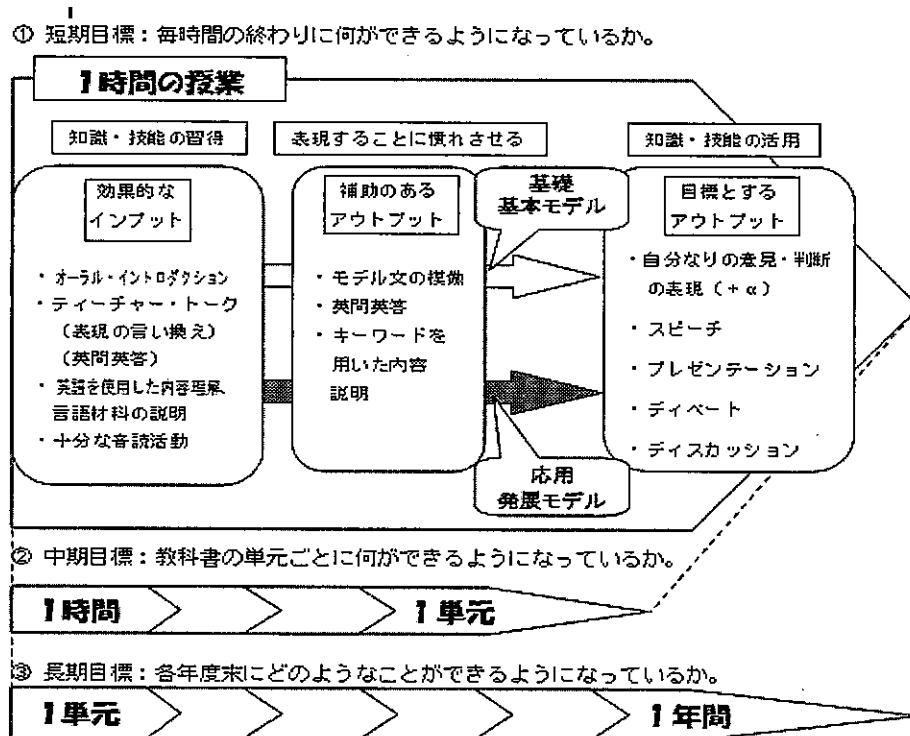 ① 短期目標：毎時間の終わりに何ができるようになっているか。
1時間の授業
知識・技能の習得
表現することに慣れさせる
知識・技能の活用
効果的な
インプット
・オーラル・イントロダクション
・ティーチャー・トーク
（表現の言い換え）
（英問英答）
・英語を使用した内容理解、
言語材料の説明
・十分な音読活動
補助のある
アウトプット
・モデル文の模倣
・英問英答
・キーワードを
用いた内容
説明
基礎
基本モデル
応用
発展モデル
目標とする
アウトプット
・自分なりの意見・判断
の表現（+α）
・スピーチ
・プレゼンテーション
・ディベート
・ディスカッション
② 中期目標：教科書の単元ごとに何ができるようになっているか。
1時間
1単元
③ 長期目標：各年度末にどのようなことができるようになっているか。
1単元
1年間